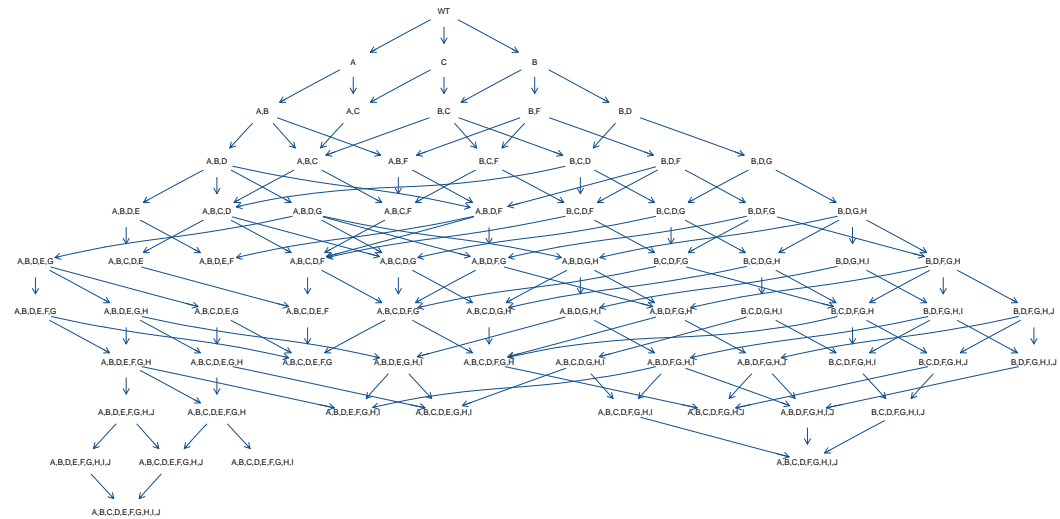 WT
A C B
A,B A,C B,C B,F B,D
A,B,D A,B,C A,B,F B,C,F B,C,D B,D,F B,D,G
A,B,D,E A,B,C,D A,B,D,G A,B,C,F A,B,D,F B,C,D,F B,C,D,G B,D,F,G B,D,G,H
A,B,D,E,G A,B,C,D,E A,B,D,E,F A,B,C,D,F A,B,C,D,G A,B,D,F,G A,B,D,G,H B,C,D,F,G B,C,D,G,H B,D,G,H,I B,D,F,G,H
A,B,D,E,F,G A,B,D,E,G,H A,B,C,D,E,G A,B,C,D,E,F A,B,C,D,F,G A,B,C,D,G,H A,B,D,G,H,I A,B,D,F,G,H B,C,D,G,H,I B,C,D,F,G,H B,D,F,G,H,I B,D,F,G,H,J
A,B,D,E,F,G,H A,B,C,D,E,G,H A,B,C,D,E,F,G A,B,D,E,G,H,I A,B,C,D,F,G,H A,B,C,D,G,H,I A,B,D,F,G,H,I A,B,D,F,G,H,J B,C,D,F,G,H,I B,C,D,F,G,H,J B,D,F,G,H,I,J
A,B,D,E,F,G,H,J A,B,C,D,E,F,G,H A,B,D,E,F,G,H,I A,B,C,D,E,G,H,I A,B,C,D,F,G,H,I A,B,C,D,F,G,H,J A,B,D,F,G,H,I,J B,C,D,F,G,H,I,J
A,B,D,E,F,G,H,I,J A,B,C,D,E,F,G,H,J A,B,C,D,E,F,G,H,I A,B,C,D,F,G,H,I,J
A,B,C,D,E,F,G,H,I,J